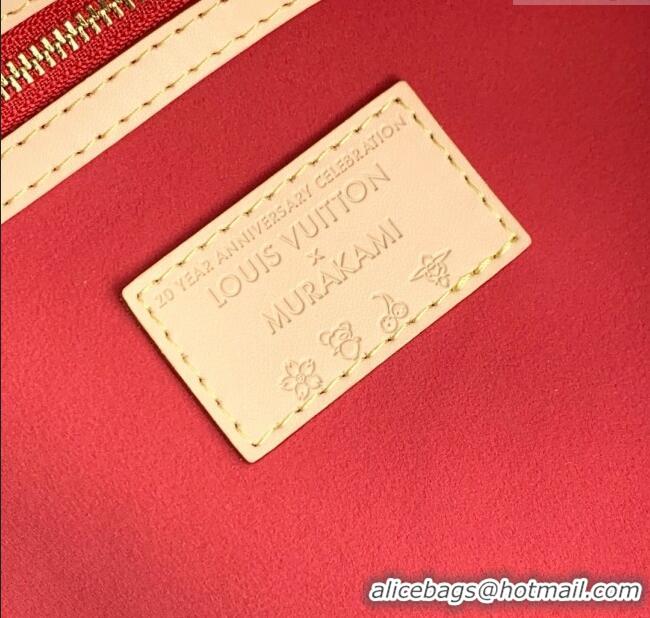 20 YEAR ANNIVERSARY CELEBRATION
LOUIS VUITTON
x
MURAKAMI
alicebags@hotmail.com